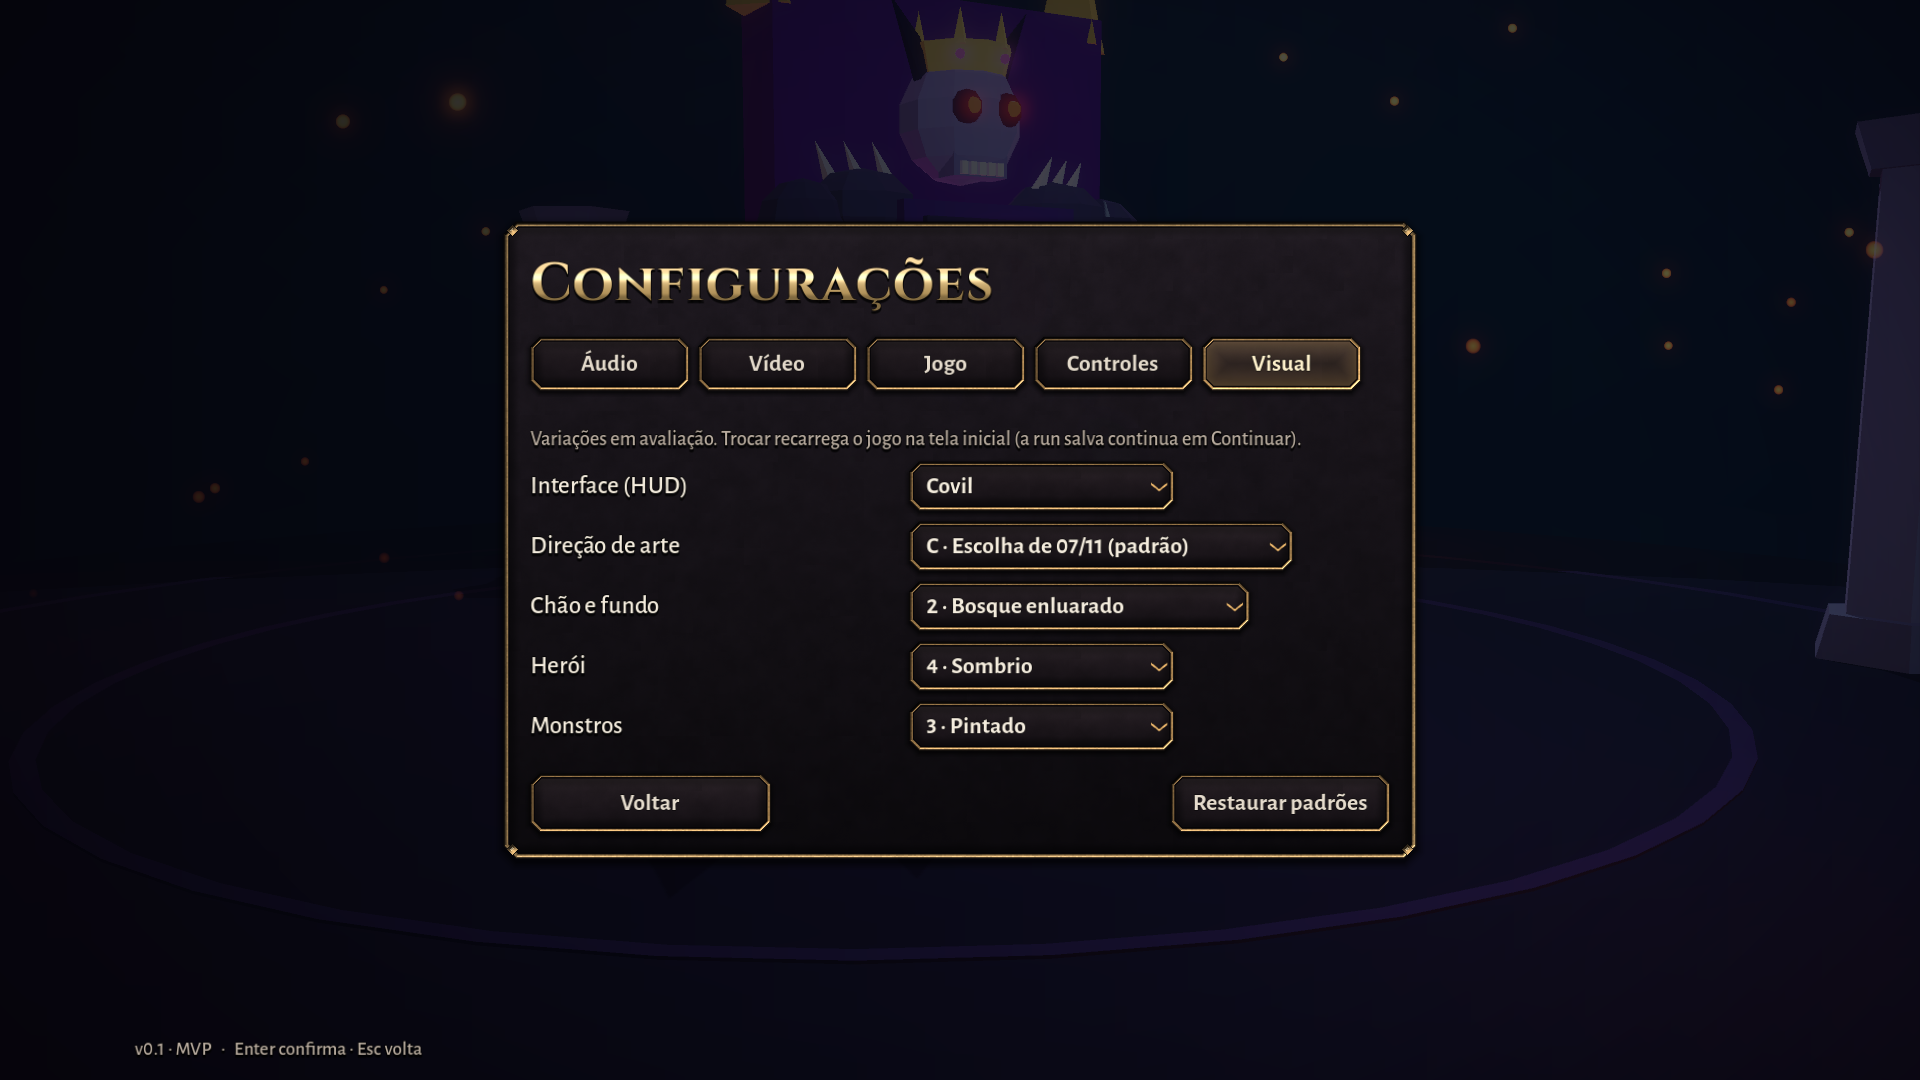 Configurações
Áudio Vídeo Jogo Controles Visual
Variações em avaliação. Trocar recarrega o jogo na tela inicial (a run salva continua em Continuar).
Interface (HUD) Covil
Direção de arte C · Escolha de 07/11 (padrão)
Chão e fundo 2 · Bosque enluarado
Herói 4 · Sombrio
Monstros 3 · Pintado
Voltar Restaurar padrões
v0.1 · MVP · Enter confirma · Esc volta